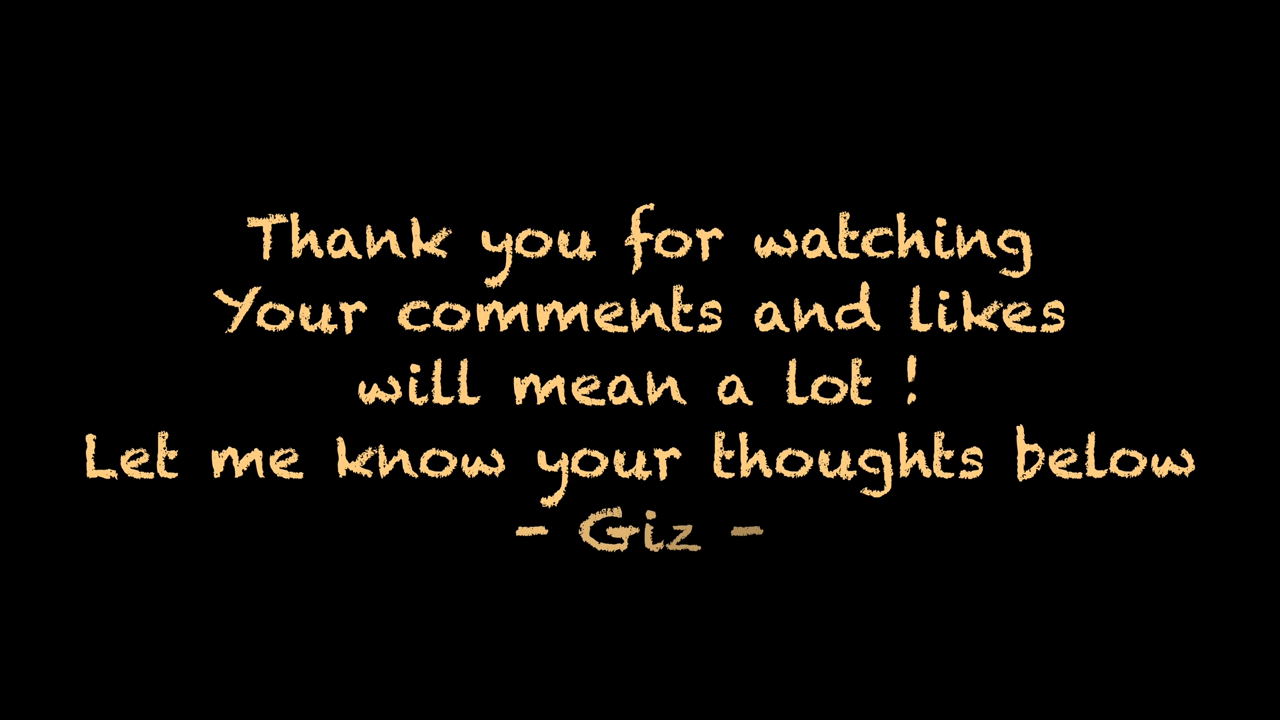 Thank you for watching
Your comments and likes
will mean a lot !
Let me know your thoughts below
- Giz -